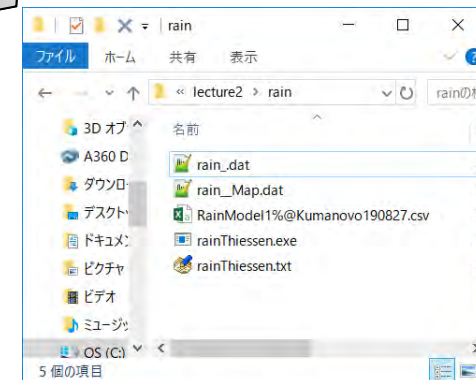 rain
ファイル ホーム 共有 表示
« lecture2 > rain
rainの
3D オブ
A360 D
ダウンロ
デスクト
ドキュメ
ピクチャ
ビデオ
ミュージ
OS (C:)
名前
rain_.dat
rain__Map.dat
RainModel1%@Kumanovo190827.csv
rainThiessen.exe
rainThiessen.txt
5 個の項目